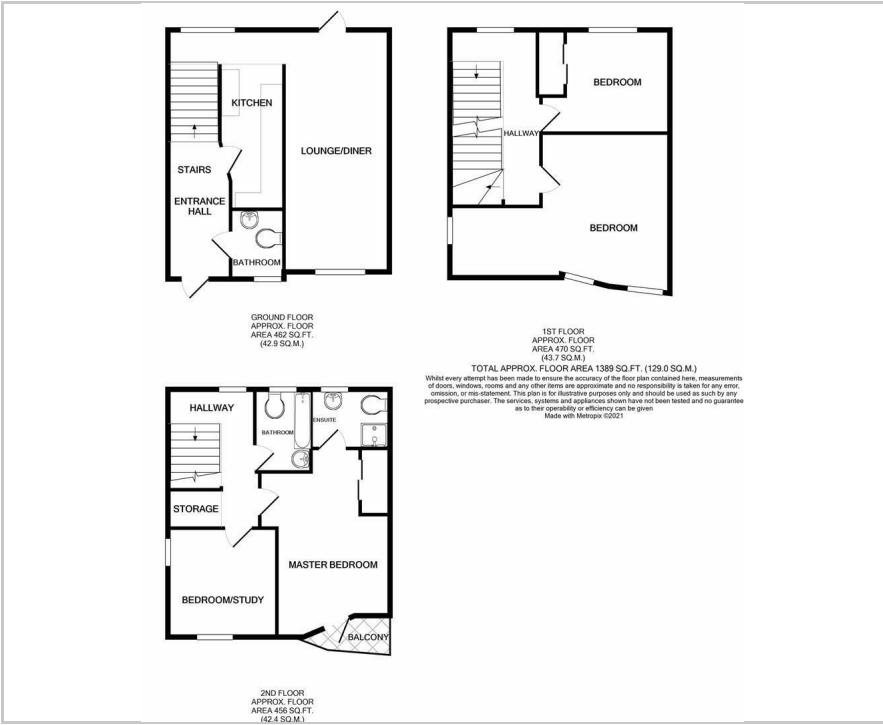 KITCHEN
LOUNGE/DINER
STAIRS
ENTRANCE
HALL
BATHROOM
GROUND FLOOR
APPROX. FLOOR
AREA 462 SQ.FT.
(42.9 SQ.M.)
BEDROOM
HALLWAY
BEDROOM
1ST FLOOR
APPROX. FLOOR
AREA 470 SQ.FT.
(43.7 SQ.M.)
TOTAL APPROX. FLOOR AREA 1389 SQ.FT. (129.0 SQ.M.)
Whilst every attempt has been made to ensure the accuracy of the floor plan contained here, measurements
of doors, windows, rooms and any other items are approximate and no responsibility is taken for any error,
omission, or mis-statement. This plan is for illustrative purposes only and should be used as such by any
prospective purchaser. The services, systems and appliances shown have not been tested and no guarantee
as to their operability or efficiency can be given
Made with Metropix ©2021
HALLWAY
BATHROOM
ENSUITE
STORAGE
MASTER BEDROOM
BEDROOM/STUDY
BALCONY
2ND FLOOR
APPROX. FLOOR
AREA 456 SQ.FT.
(42.4 SQ.M.)